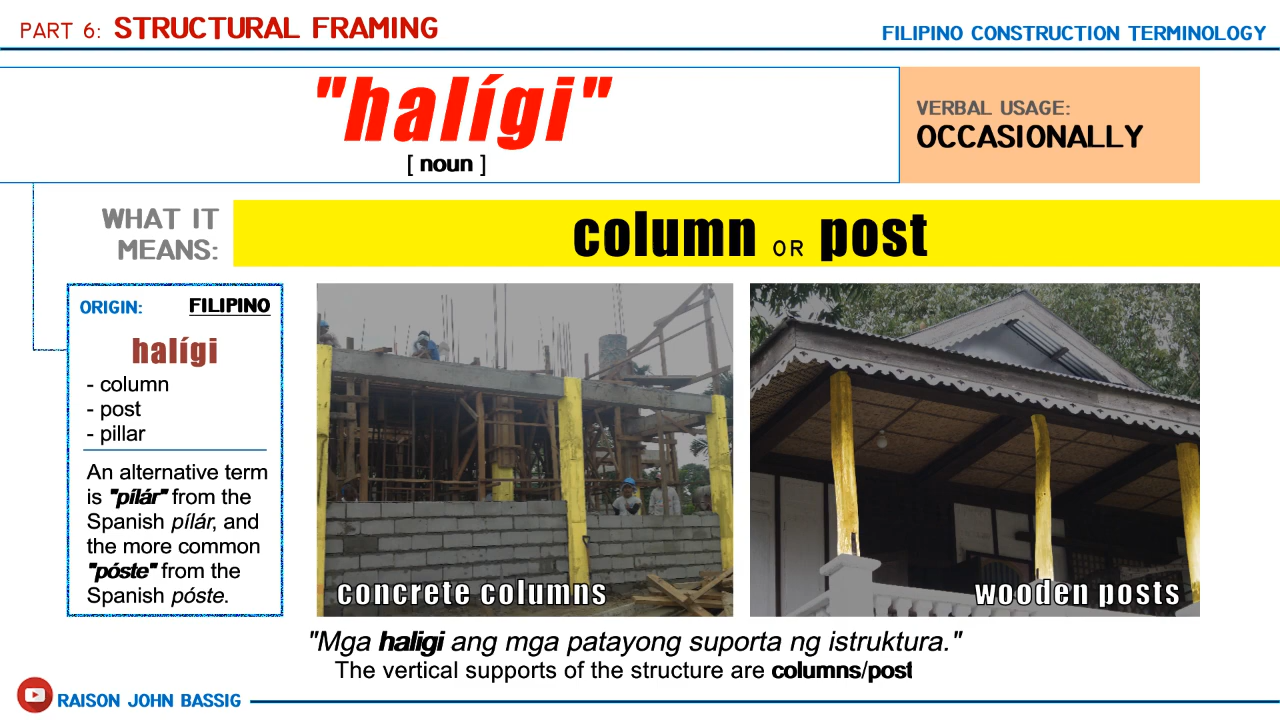 PART 6: STRUCTURAL FRAMING
FILIPINO CONSTRUCTION TERMINOLOGY
"halígi"
[ noun ]
VERBAL USAGE:
OCCASIONALLY
WHAT IT
MEANS:
column OR post
ORIGIN: FILIPINO
halígi
- column
- post
- pillar
An alternative term
is "pílár" from the
Spanish pílár, and
the more common
"póste" from the
Spanish póste.
concrete columns
wooden posts
"Mga haligi ang mga patayong suporta ng istruktura."
The vertical supports of the structure are columns/post
RAISON JOHN BASSIG